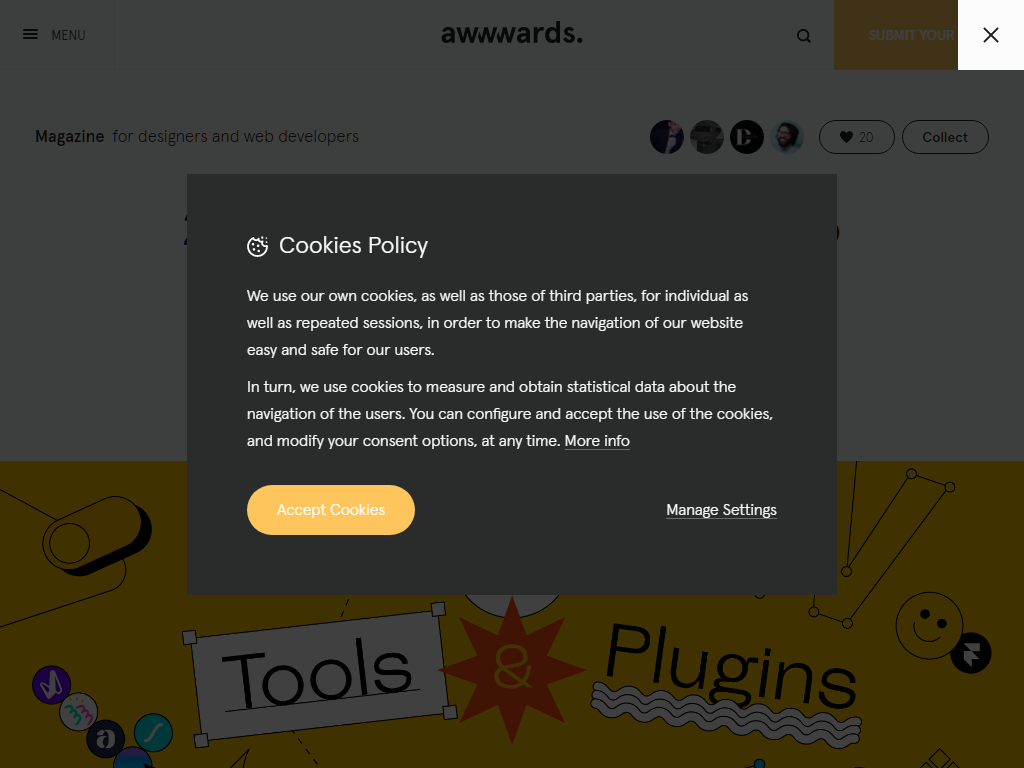 MENU
awwwards.
SUBMIT YOUR
Magazine for designers and web developers
20
Collect
Cookies Policy
We use our own cookies, as well as those of third parties, for individual as
well as repeated sessions, in order to make the navigation of our website
easy and safe for our users.
In turn, we use cookies to measure and obtain statistical data about the
navigation of the users. You can configure and accept the use of the cookies,
and modify your consent options, at any time. More info
Accept Cookies
Manage Settings
Tools & Plugins